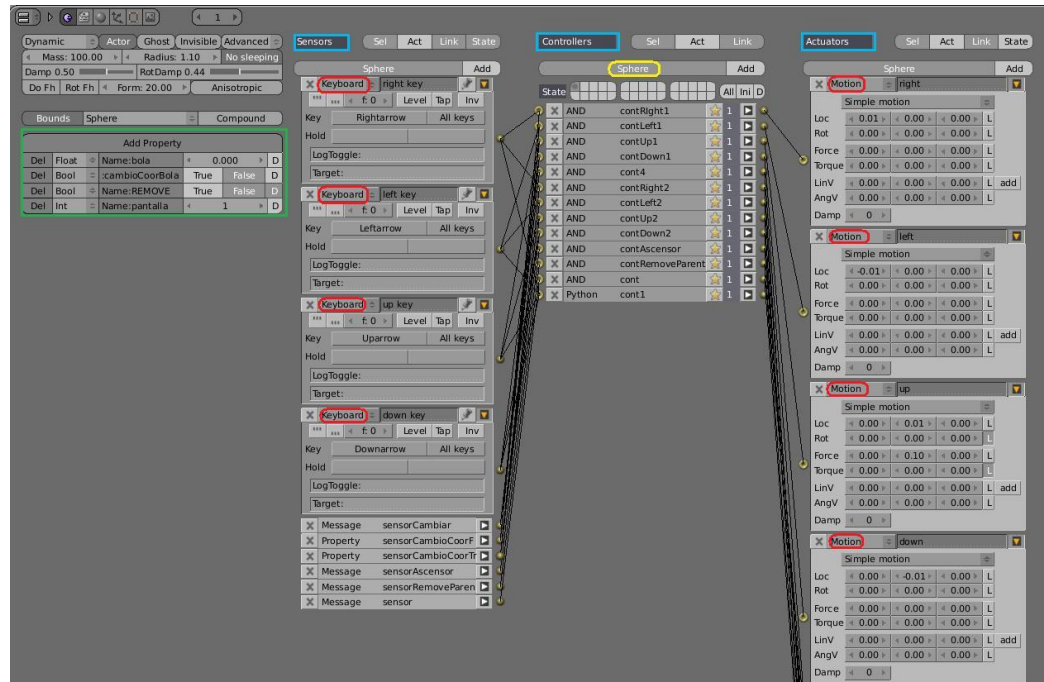 1
Dynamic Actor Ghost Invisible Advanced
Mass: 100.00 Radius: 1.10 No sleeping
Damp 0.50 RotDamp 0.44
Do Fh Rot Fh Form: 20.00 Anisotropic
Bounds Sphere Compound
Add Property
Del Float Name:bola 0.000 D
Del Bool :cambioCoorBola True False D
Del Bool Name:REMOVE True False D
Del Int Name:pantalla 1 D
Sensors Sel Act Link State
Sphere Add
Keyboard right key
f: 0 Level Tap Inv
Key Rightarrow All keys
Hold
LogToggle:
Target:
Keyboard left key
f: 0 Level Tap Inv
Key Leftarrow All keys
Hold
LogToggle:
Target:
Keyboard up key
f: 0 Level Tap Inv
Key Uparrow All keys
Hold
LogToggle:
Target:
Keyboard down key
f: 0 Level Tap Inv
Key Downarrow All keys
Hold
LogToggle:
Target:
Message sensorCambiar
Property sensorCambioCoorF
Property sensorCambioCoorTr
Message sensorAscensor
Message sensorRemoveParen
Message sensor
Controllers Sel Act Link
Sphere Add
State All Ini D
AND contRIght1 1
AND contLeft1 1
AND contUp1 1
AND contDown1 1
AND cont4 1
AND contRight2 1
AND contLeft2 1
AND contUp2 1
AND contDown2 1
AND contAscensor 1
AND contRemoveParent 1
AND cont 1
Python cont1 1
Actuators Sel Act Link State
Sphere Add
Motion right
Simple motion
Loc 0.01 0.00 0.00 L
Rot 0.00 0.00 0.00 L
Force 0.00 0.00 0.00 L
Torque 0.00 0.00 0.00 L
LinV 0.00 0.00 0.00 L add
AngV 0.00 0.00 0.00 L
Damp 0
Motion left
Simple motion
Loc -0.01 0.00 0.00 L
Rot 0.00 0.00 0.00 L
Force 0.00 0.00 0.00 L
Torque 0.00 0.00 0.00 L
LinV 0.00 0.00 0.00 L add
AngV 0.00 0.00 0.00 L
Damp 0
Motion up
Simple motion
Loc 0.00 0.01 0.00 L
Rot 0.00 0.00 0.00 L
Force 0.00 0.10 0.00 L
Torque 0.00 0.00 0.00 L
LinV 0.00 0.00 0.00 L add
AngV 0.00 0.00 0.00 L
Damp 0
Motion down
Simple motion
Loc 0.00 -0.01 0.00 L
Rot 0.00 0.00 0.00 L
Force 0.00 0.00 0.00 L
Torque 0.00 0.00 0.00 L
LinV 0.00 0.00 0.00 L add
AngV 0.00 0.00 0.00 L
Damp 0